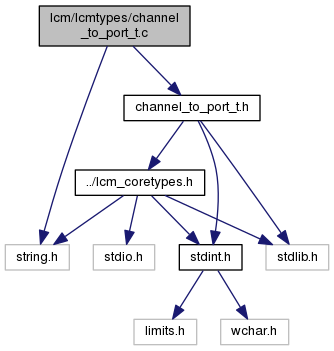 lcm/lcmtypes/channel
_to_port_t.c
channel_to_port_t.h
../lcm_coretypes.h
string.h
stdio.h
stdint.h
stdlib.h
limits.h
wchar.h